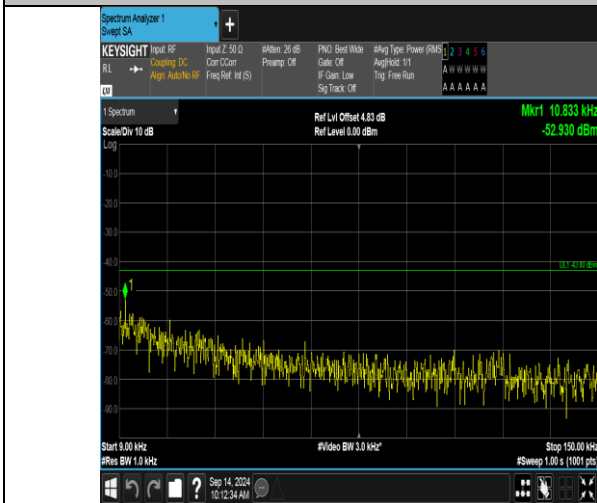 Spectrum Analyzer 1
Swept SA
+
KEYSIGHT Input: RF Input Z: 50 Ω #Atten: 26 dB PNO: Best Wide #Avg Type: Power (RMS) 1 2 3 4 5 6
RL Coupling: DC Corr CCorr Preamp: Off Gate: Off Avg|Hold: 1/1 A W W W W W
Align: Auto/No RF Freq Ref: Int (S) IF Gain: Low Trig: Free Run
Sig Track: Off A A A A A A
1 Spectrum Ref Lvl Offset 4.83 dB Mkr1 10.833 kHz
Scale/Div 10 dB Ref Level 0.00 dBm -52.930 dBm
Log
-10.0
-20.0
-30.0
-40.0
DL1 -43.00 dBm
-50.0
1
-60.0
-70.0
-80.0
-90.0
Start 9.00 kHz #Video BW 3.0 kHz* Stop 150.00 kHz
#Res BW 1.0 kHz #Sweep 1.00 s (1001 pts)
? Sep 14, 2024
10:12:34 AM